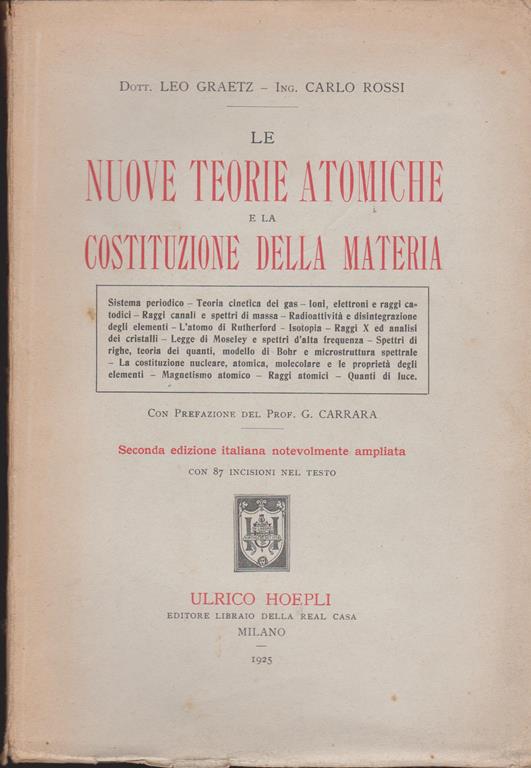 Dott. LEO GRAETZ – Ing. CARLO ROSSI
LE
NUOVE TEORIE ATOMICHE
E LA
COSTITUZIONE DELLA MATERIA
Sistema periodico – Teoria cinetica dei gas – Ioni, elettroni e raggi ca-
todici – Raggi canali e spettri di massa – Radioattività e disintegrazione
degli elementi – L'atomo di Rutherford – Isotopia – Raggi X ed analisi
dei cristalli – Legge di Moseley e spettri d'alta frequenza – Spettri di
righe, teoria dei quanti, modello di Bohr e microstruttura spettrale
– La costituzione nucleare, atomica, molecolare e le proprietà degli
elementi – Magnetismo atomico – Raggi atomici – Quanti di luce.
Con Prefazione del Prof. G. CARRARA
Seconda edizione italiana notevolmente ampliata
CON 87 INCISIONI NEL TESTO
ULRICO HOEPLI
EDITORE LIBRAIO DELLA REAL CASA
MILANO
1925